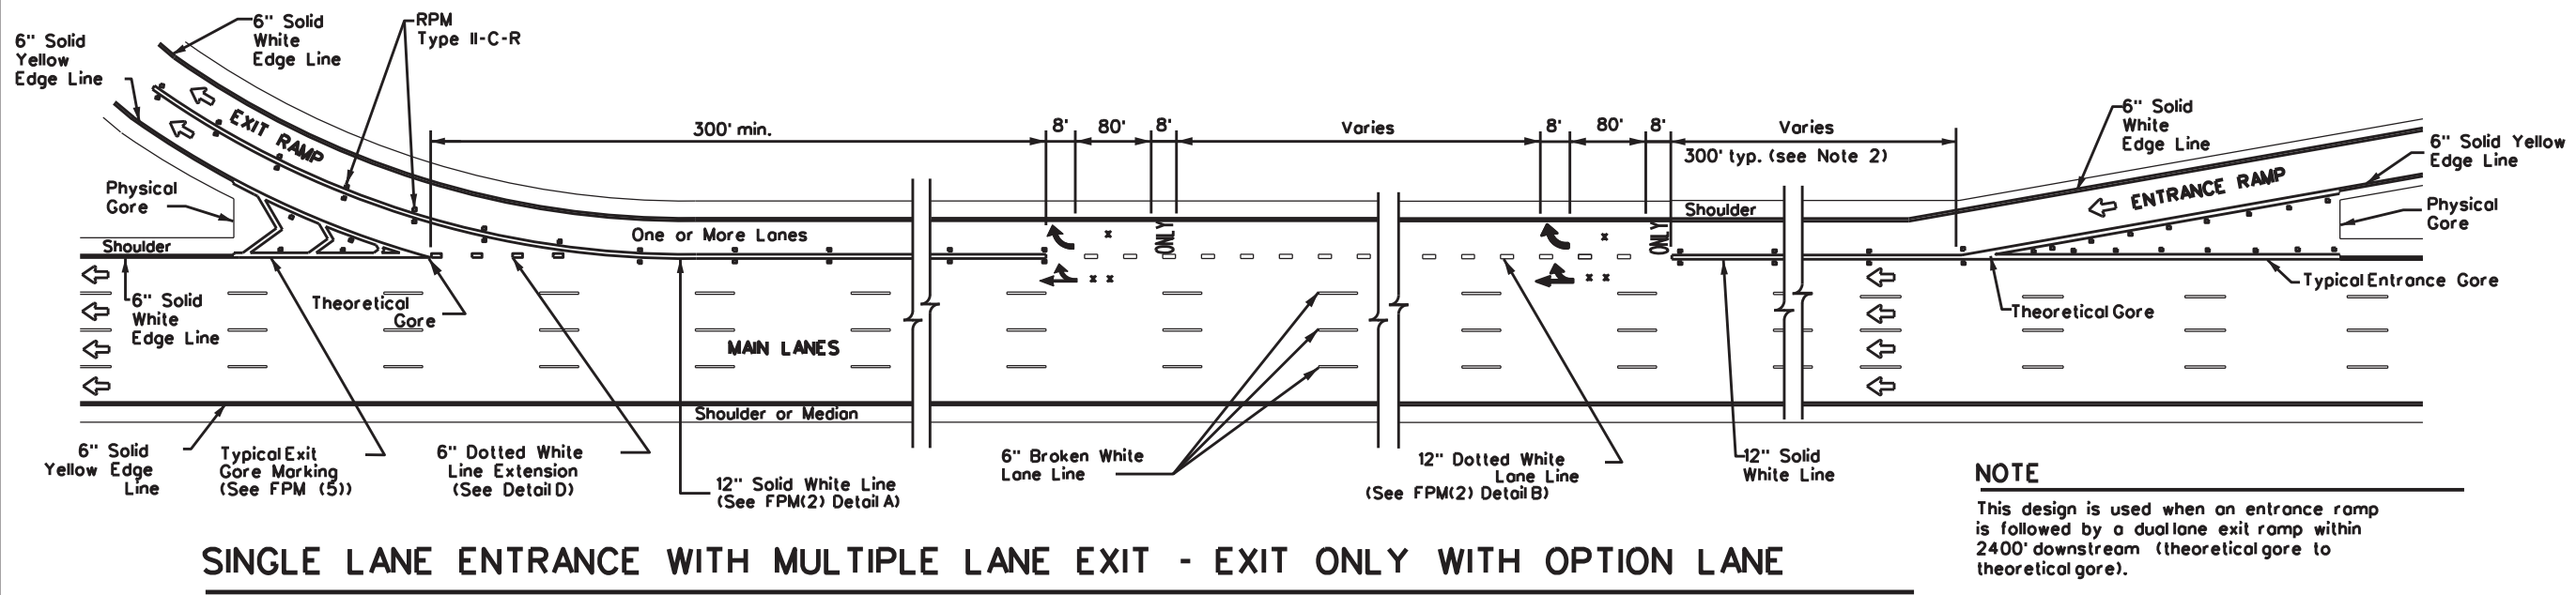 6" Solid
White
Edge Line
RPM
Type II-C-R
6" Solid
Yellow
Edge Line
EXIT RAMP
300' min.
8'
80'
8'
Varies
8'
80'
8'
Varies
300' typ. (see Note 2)
6" Solid
White
Edge Line
6" Solid Yellow
Edge Line
ENTRANCE RAMP
Physical
Gore
Physical
Gore
Shoulder
One or More Lanes
x
ONLY
x
ONLY
Shoulder
x x
x x
6" Solid
White
Edge Line
Theoretical
Gore
Typical Entrance Gore
Theoretical Gore
MAIN LANES
Shoulder or Median
6" Solid
Yellow Edge
Line
Typical Exit
Gore Marking
(See FPM (5))
6" Dotted White
Line Extension
(See Detail D)
12" Solid White Line
(See FPM(2) Detail A)
6" Broken White
Lane Line
12" Dotted White
Lane Line
(See FPM(2) Detail B)
12" Solid
White Line
NOTE
This design is used when an entrance ramp
is followed by a dual lane exit ramp within
2400' downstream (theoretical gore to
theoretical gore).
SINGLE LANE ENTRANCE WITH MULTIPLE LANE EXIT - EXIT ONLY WITH OPTION LANE